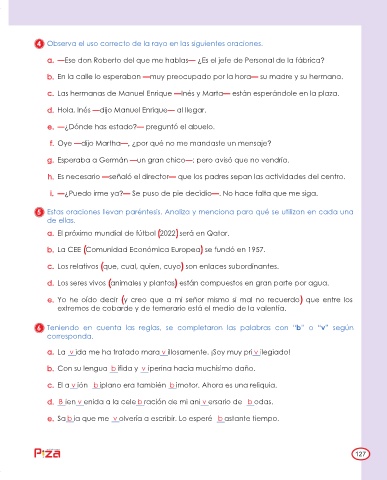 4 Observa el uso correcto de la raya en las siguientes oraciones.
a. —Ese don Roberto del que me hablas— ¿Es el jefe de Personal de la fábrica?
b. En la calle lo esperaban —muy preocupado por la hora— su madre y su hermano.
c. Las hermanas de Manuel Enrique —Inés y Marta— están esperándole en la plaza.
d. Hola, Inés —dijo Manuel Enrique— al llegar.
e. —¿Dónde has estado?— preguntó el abuelo.
f. Oye —dijo Martha—, ¿por qué no me mandaste un mensaje?
g. Esperaba a Germán —un gran chico—; pero avisó que no vendría.
h. Es necesario —señaló el director— que los padres sepan las actividades del centro.
i. —¿Puedo irme ya?— Se puso de pie decidio—. No hace falta que me siga.
5 Estas oraciones llevan paréntesis. Analiza y menciona para qué se utilizan en cada una
de ellas.
a. El próximo mundial de fútbol (2022) será en Qatar.
b. La CEE (Comunidad Económica Europea) se fundó en 1957.
c. Los relativos (que, cual, quien, cuyo) son enlaces subordinantes.
d. Los seres vivos (animales y plantas) están compuestos en gran parte por agua.
e. Yo he oído decir (y creo que a mi señor mismo si mal no recuerdo) que entre los
extremos de cobarde y de temerario está el medio de la valentía.
6 Teniendo en cuenta las reglas, se completaron las palabras con "b" o "v" según
corresponda.
a. La v ida me ha tratado mara v illosamente. ¡Soy muy pri v ilegiado!
b. Con su lengua b ífida y v iperina hacía muchísimo daño.
c. El a v ión b iplano era también b imotor. Ahora es una reliquia.
d. B ien v enida a la cele b ración de mi ani v ersario de b odas.
e. Sa b ía que me v olvería a escribir. Lo esperé b astante tiempo.
Piza
127